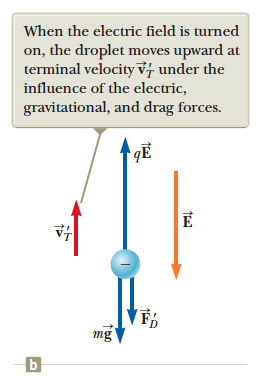 When the electric field is turned
on, the droplet moves upward at
terminal velocity v⃗′T under the
influence of the electric,
gravitational, and drag forces.
qE⃗
E⃗
v⃗′T
−
F⃗′D
mg⃗
b